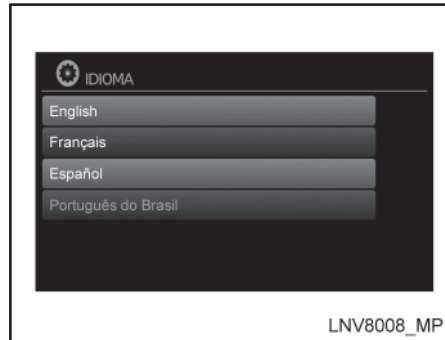 IDIOMA
English
Français
Español
Português do Brasil
LNV8008_MP